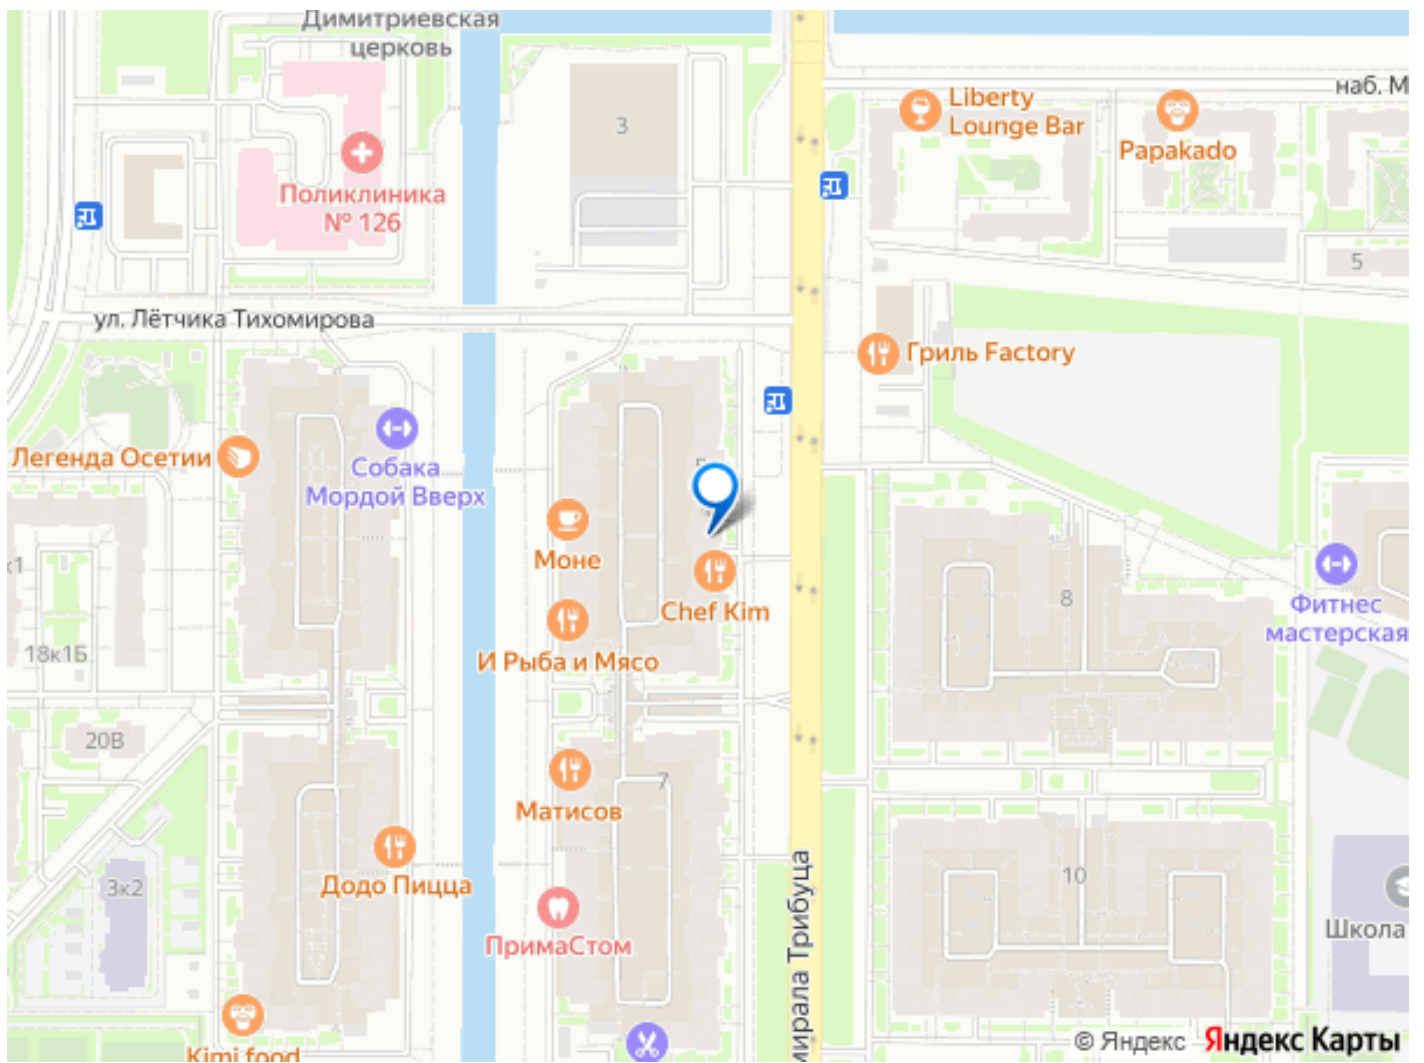 Димитриевская
церковь
наб. М
Liberty
Lounge Bar
Papakado
3
Поликлиника
№ 126
5
ул. Лётчика Тихомирова
Гриль Factory
Легенда Осетии
Собака
Мордой Вверх
Моне
Chef Kim
к1
8
Фитнес
мастерская
18к1Б
И Рыба и Мясо
20В
7
Матисов
Додо Пицца
3к2
10
ПримаСтом
Школа
мирала Трибуца
Kimi food
© Яндекс Яндекс Карты